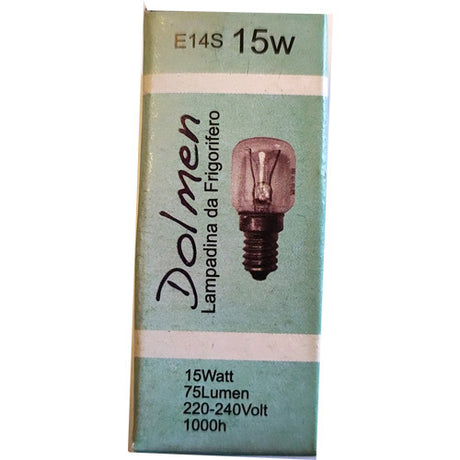 E14S 15w
Dolmen
Lampadina da Frigorifero
15Watt
75Lumen
220-240Volt
1000h